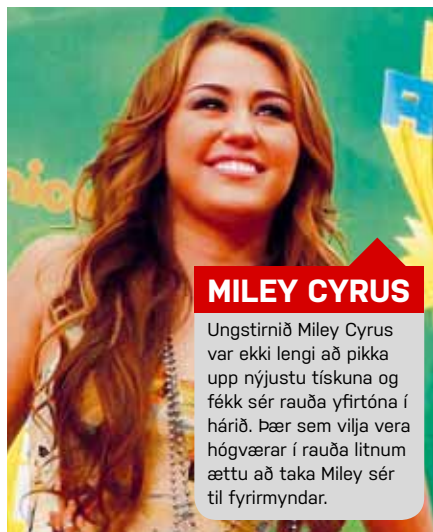 nic
MILEY CYRUS
Ungstirnið Miley Cyrus
var ekki lengi að pikka
upp nýjustu tískuna og
fékk sér rauða yfirtóna í
hárið. Þær sem vilja vera
hógværar í rauða litnum
ættu að taka Miley sér
til fyrirmyndar.